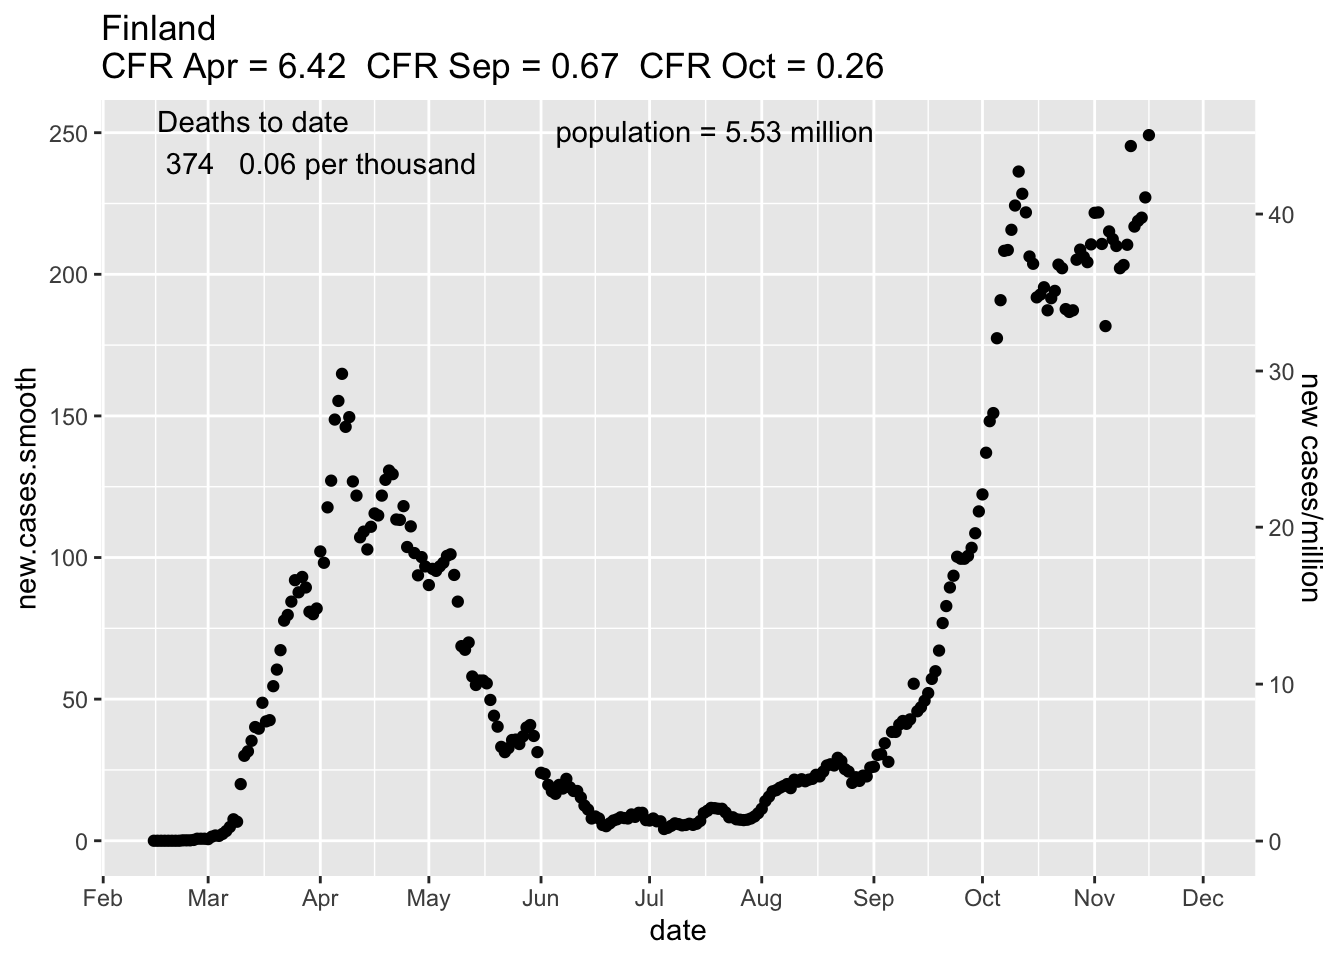 Finland
CFR Apr = 6.42  CFR Sep = 0.67  CFR Oct = 0.26
Deaths to date
374   0.06 per thousand
population = 5.53 million
250
200
150
100
50
0
new.cases.smooth
40
30
20
10
0
new cases/million
Feb Mar Apr May Jun Jul Aug Sep Oct Nov Dec
date